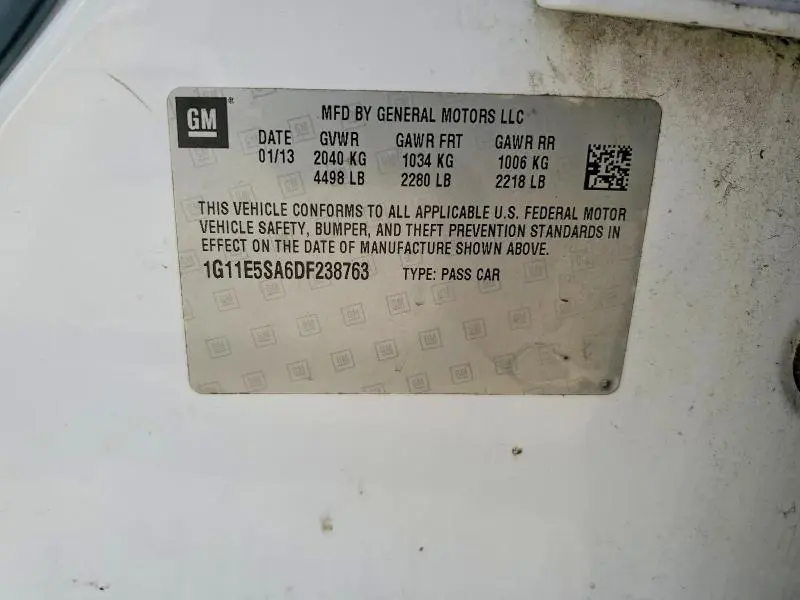 GM®
MFD BY GENERAL MOTORS LLC
DATE GVWR GAWR FRT GAWR RR
01/13 2040 KG 1034 KG 1006 KG
4498 LB 2280 LB 2218 LB
THIS VEHICLE CONFORMS TO ALL APPLICABLE U.S. FEDERAL MOTOR
VEHICLE SAFETY, BUMPER, AND THEFT PREVENTION STANDARDS IN
EFFECT ON THE DATE OF MANUFACTURE SHOWN ABOVE.
1G11E5SA6DF238763 TYPE: PASS CAR